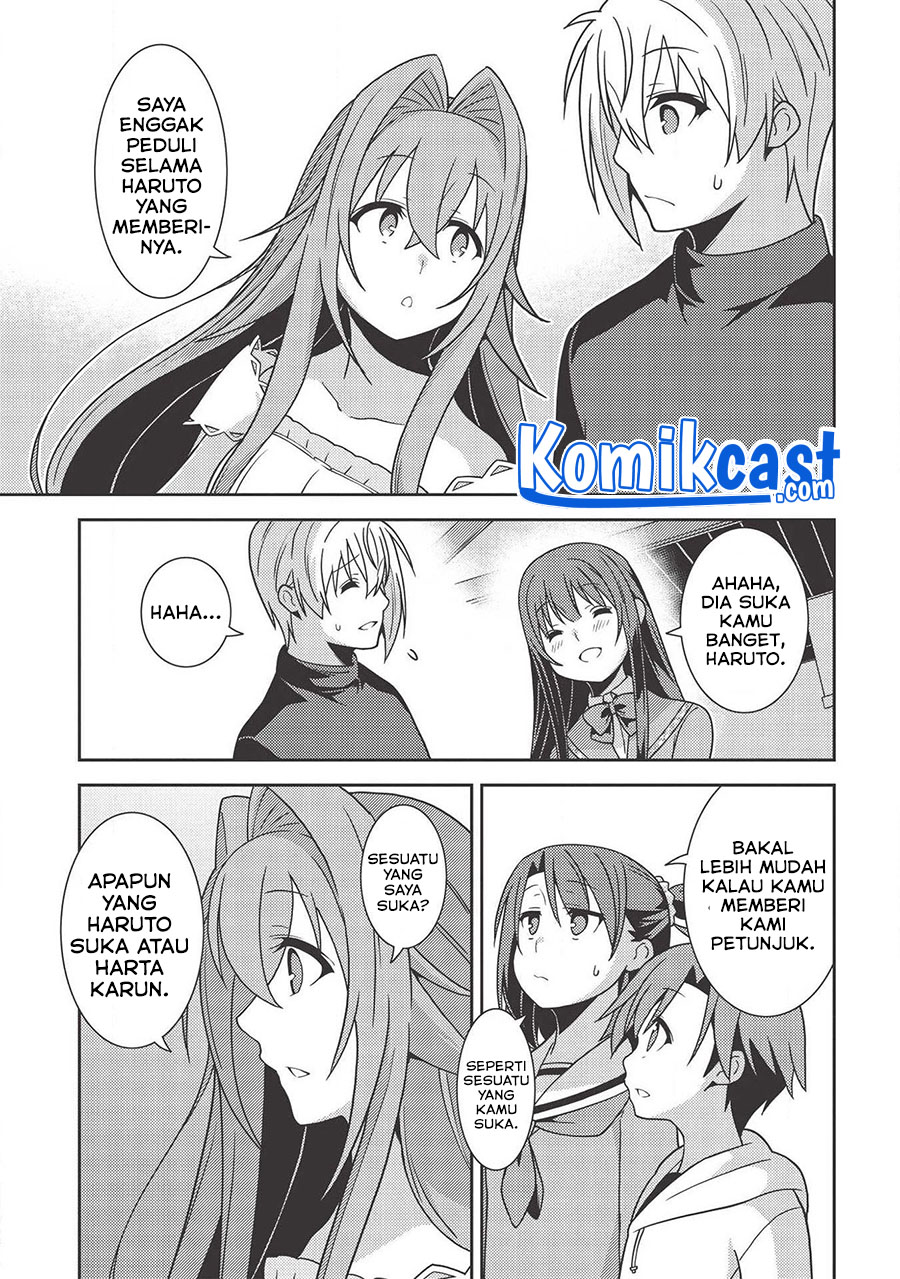 SAYA
ENGGAK
PEDULI
SELAMA
HARUTO
YANG
MEMBERI-
NYA.
Komikcast
.com
AHAHA,
DIA SUKA
KAMU
BANGET,
HARUTO.
HAHA...
BAKAL
LEBIH MUDAH
KALAU KAMU
MEMBERI
KAMI
PETUNJUK.
SEPERTI
SESUATU
YANG
KAMU
SUKA.
SESUATU
YANG
SAYA
SUKA?
APAPUN
YANG
HARUTO
SUKA ATAU
HARTA
KARUN.